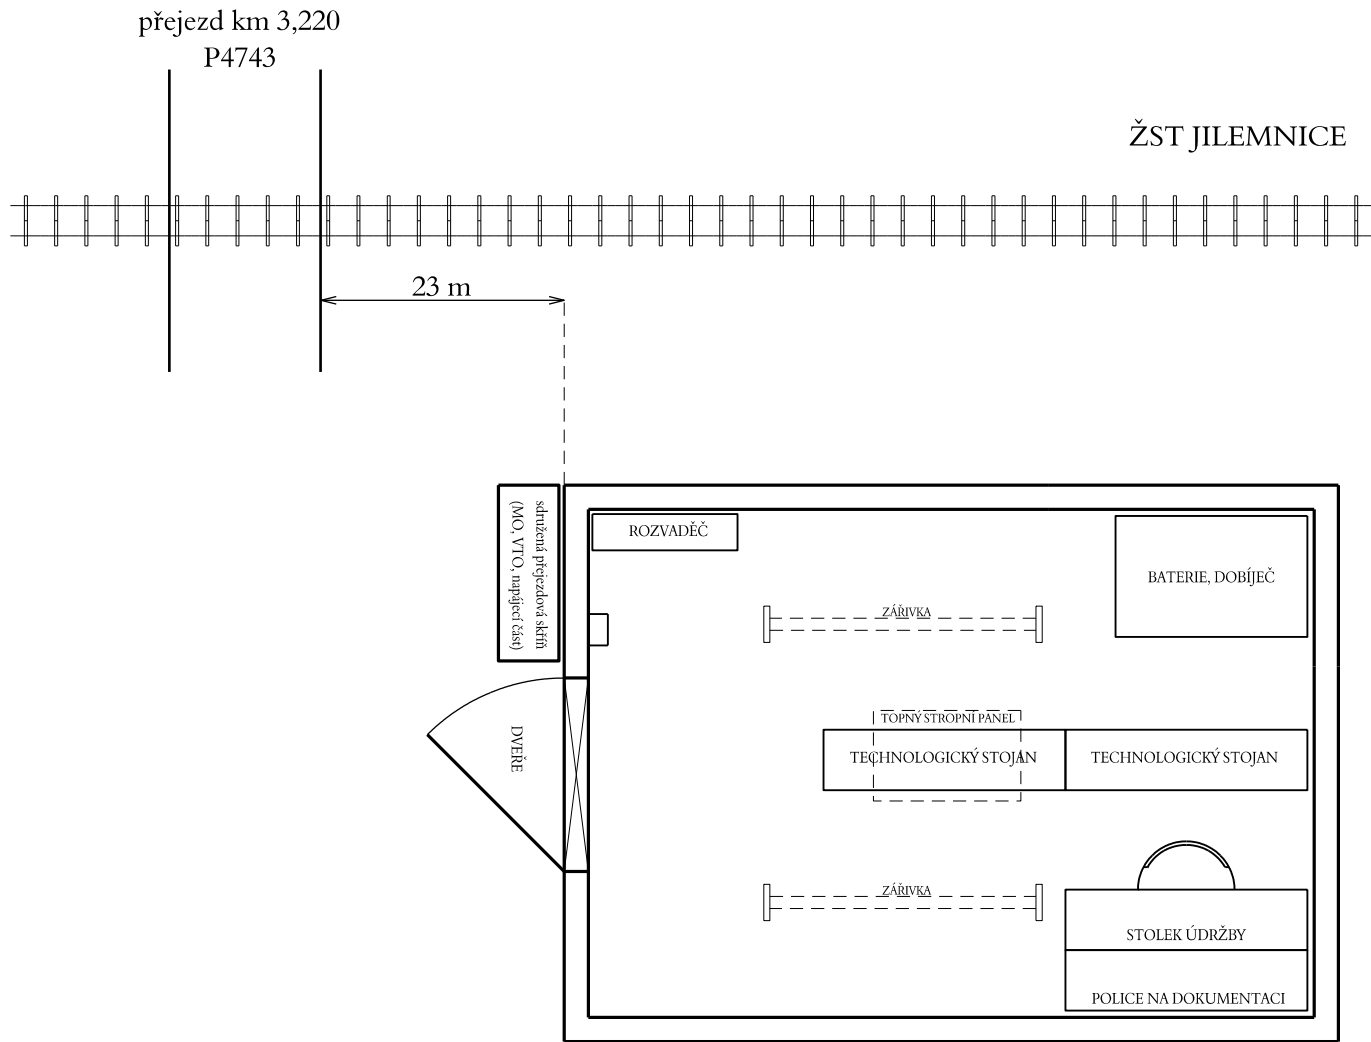 přejezd km 3,220
P4743
ŽST JILEMNICE
23 m
sdružená přejezdová skříň
(MO, VTO, napájecí část)
ROZVADĚČ
BATERIE, DOBÍJEČ
ZÁŘIVKA
DVEŘE
TOPNÝ STROPNÍ PANEL
TECHNOLOGICKÝ STOJAN
TECHNOLOGICKÝ STOJAN
ZÁŘIVKA
STOLEK ÚDRŽBY
POLICE NA DOKUMENTACI